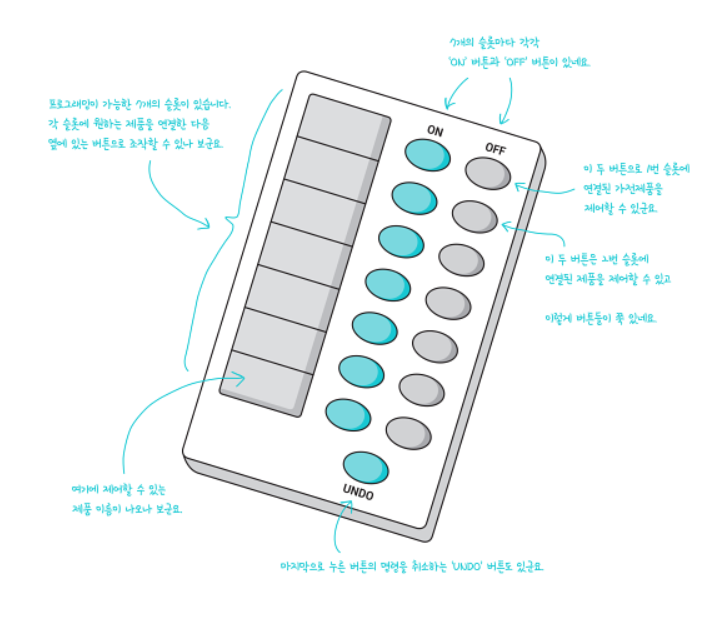 7개의 슬롯마다 각각
'ON' 버튼과 'OFF' 버튼이 있네요.
프로그래밍이 가능한 7개의 슬롯이 있습니다.
각 슬롯에 원하는 제품을 연결한 다음
옆에 있는 버튼으로 조작할 수 있나 보군요.
ON
OFF
이 두 버튼으로 1번 슬롯에
연결된 가전제품을
제어할 수 있군요.
이 두 버튼은 2번 슬롯에
연결된 제품을 제어할 수 있고
이렇게 버튼들이 쭉 있네요.
여기에 제어할 수 있는
제품 이름이 나오나 보군요.
UNDO
마지막으로 누른 버튼의 명령을 취소하는 'UNDO' 버튼도 있군요.